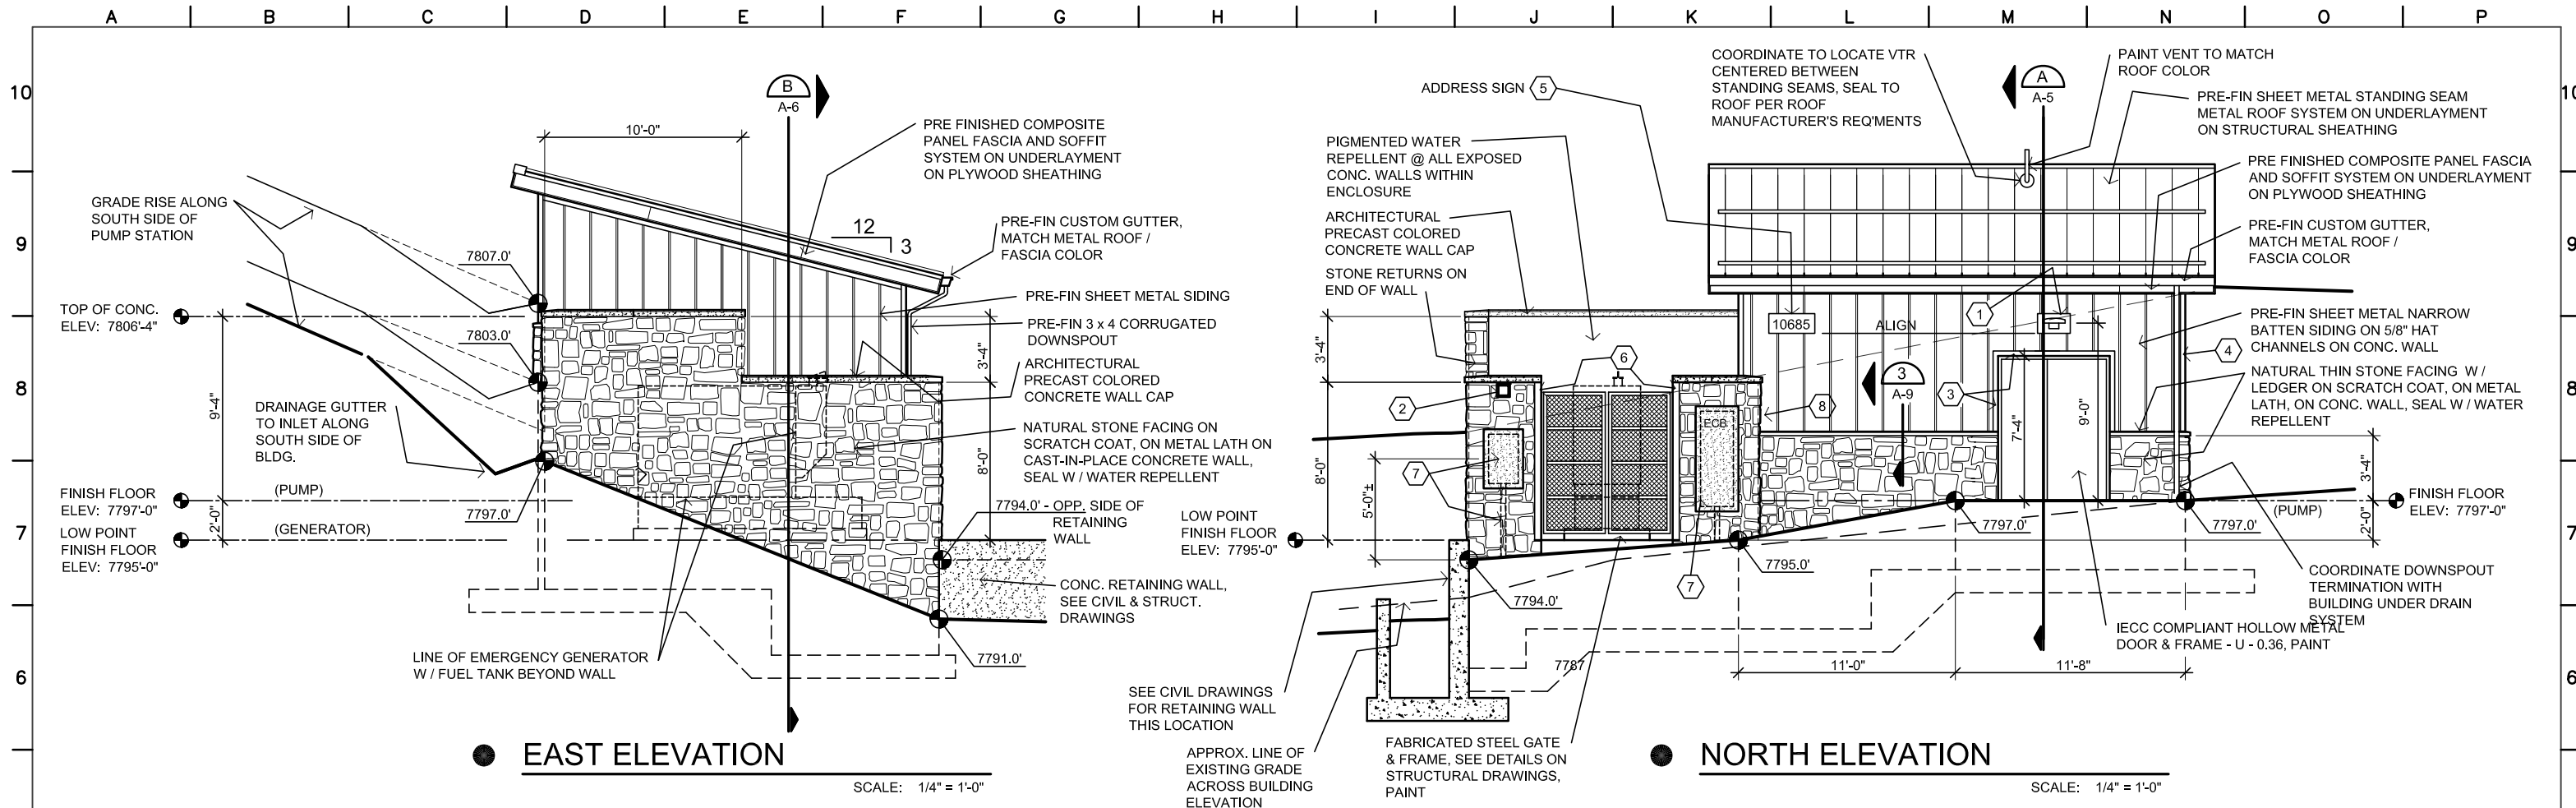 A B C D E F G H I J K L M N O P
10
9
8
7
6
10
9
8
7
6
B
A-6
10'-0"
PRE FINISHED COMPOSITE
PANEL FASCIA AND SOFFIT
SYSTEM ON UNDERLAYMENT
ON PLYWOOD SHEATHING
GRADE RISE ALONG
SOUTH SIDE OF
PUMP STATION
12
3
PRE-FIN CUSTOM GUTTER,
MATCH METAL ROOF /
FASCIA COLOR
7807.0'
TOP OF CONC.
ELEV: 7806'-4"
PRE-FIN SHEET METAL SIDING
PRE-FIN 3 x 4 CORRUGATED
DOWNSPOUT
7803.0'
3'-4"
ARCHITECTURAL
PRECAST COLORED
CONCRETE WALL CAP
9'-4"
DRAINAGE GUTTER
TO INLET ALONG
SOUTH SIDE OF
BLDG.
NATURAL STONE FACING ON
SCRATCH COAT, ON METAL LATH ON
CAST-IN-PLACE CONCRETE WALL,
SEAL W / WATER REPELLENT
8'-0"
FINISH FLOOR
ELEV: 7797'-0"
(PUMP)
2'-0"
(GENERATOR)
LOW POINT
FINISH FLOOR
ELEV: 7795'-0"
7797.0'
7794.0' - OPP. SIDE OF
RETAINING
WALL
CONC. RETAINING WALL,
SEE CIVIL & STRUCT.
DRAWINGS
LINE OF EMERGENCY GENERATOR
W / FUEL TANK BEYOND WALL
7791.0'
EAST ELEVATION
SCALE: 1/4" = 1'-0"
ADDRESS SIGN 5
COORDINATE TO LOCATE VTR
CENTERED BETWEEN
STANDING SEAMS, SEAL TO
ROOF PER ROOF
MANUFACTURER'S REQ'MENTS
A
A-5
PAINT VENT TO MATCH
ROOF COLOR
PRE-FIN SHEET METAL STANDING SEAM
METAL ROOF SYSTEM ON UNDERLAYMENT
ON STRUCTURAL SHEATHING
PIGMENTED WATER
REPELLENT @ ALL EXPOSED
CONC. WALLS WITHIN
ENCLOSURE
PRE FINISHED COMPOSITE PANEL FASCIA
AND SOFFIT SYSTEM ON UNDERLAYMENT
ON PLYWOOD SHEATHING
ARCHITECTURAL
PRECAST COLORED
CONCRETE WALL CAP
PRE-FIN CUSTOM GUTTER,
MATCH METAL ROOF /
FASCIA COLOR
STONE RETURNS ON
END OF WALL
1
10685
ALIGN
PRE-FIN SHEET METAL NARROW
BATTEN SIDING ON 5/8" HAT
CHANNELS ON CONC. WALL
4
3'-4"
6
3
A-9
3
2
8
NATURAL THIN STONE FACING W /
LEDGER ON SCRATCH COAT, ON METAL
LATH, ON CONC. WALL, SEAL W / WATER
REPELLENT
ECB
7'-4"
9'-0"
8'-0"
5'-0"±
7
3'-4"
FINISH FLOOR
ELEV: 7797'-0"
(PUMP)
2'-0"
LOW POINT
FINISH FLOOR
ELEV: 7795'-0"
7797.0'
7797.0'
7795.0'
7
7794.0'
COORDINATE DOWNSPOUT
TERMINATION WITH
BUILDING UNDER DRAIN
SYSTEM
IECC COMPLIANT HOLLOW METAL
DOOR & FRAME - U - 0.36, PAINT
7787
11'-0"
11'-8"
SEE CIVIL DRAWINGS
FOR RETAINING WALL
THIS LOCATION
APPROX. LINE OF
EXISTING GRADE
ACROSS BUILDING
ELEVATION
FABRICATED STEEL GATE
& FRAME, SEE DETAILS ON
STRUCTURAL DRAWINGS,
PAINT
NORTH ELEVATION
SCALE: 1/4" = 1'-0"